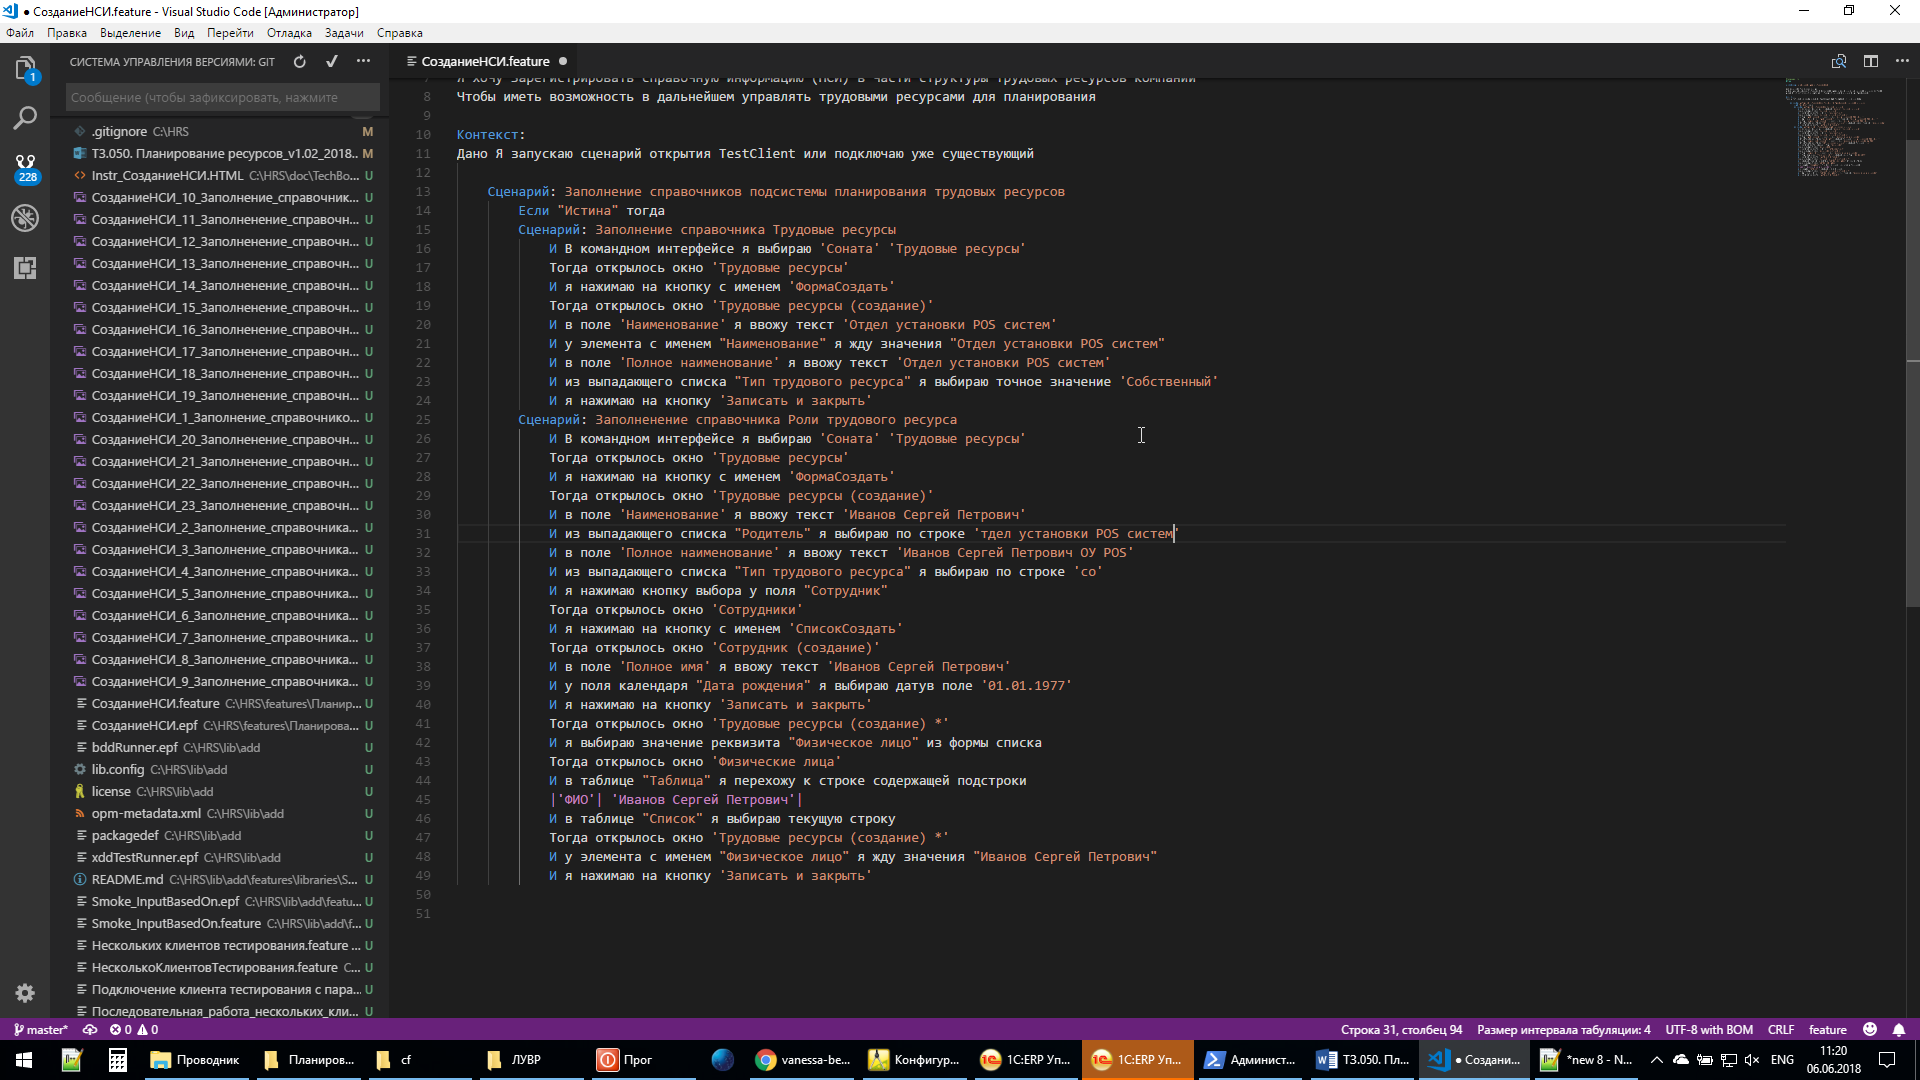 ● СозданиеНСИ.feature - Visual Studio Code [Администратор]
Файл Правка Выделение Вид Перейти Отладка Задачи Справка
СИСТЕМА УПРАВЛЕНИЯ ВЕРСИЯМИ: GIT
СозданиеНСИ.feature ●
Сообщение (чтобы зафиксировать, нажмите
1
228
.gitignore C:\HRS M
ТЗ.050. Планирование ресурсов_v1.02_2018.. M
Instr_СозданиеНСИ.HTML C:\HRS\doc\TechBo... U
СозданиеНСИ_10_Заполнение_справочник... U
СозданиеНСИ_11_Заполненение_справочн... U
СозданиеНСИ_12_Заполненение_справочн... U
СозданиеНСИ_13_Заполненение_справочн... U
СозданиеНСИ_14_Заполненение_справочн... U
СозданиеНСИ_15_Заполненение_справочн... U
СозданиеНСИ_16_Заполненение_справочн... U
СозданиеНСИ_17_Заполненение_справочн... U
СозданиеНСИ_18_Заполненение_справочн... U
СозданиеНСИ_19_Заполненение_справочн... U
СозданиеНСИ_1_Заполнение_справочнико... U
СозданиеНСИ_20_Заполненение_справочн... U
СозданиеНСИ_21_Заполненение_справочн... U
СозданиеНСИ_22_Заполненение_справочн... U
СозданиеНСИ_23_Заполненение_справочн... U
СозданиеНСИ_2_Заполнение_справочника... U
СозданиеНСИ_3_Заполнение_справочника... U
СозданиеНСИ_4_Заполнение_справочника... U
СозданиеНСИ_5_Заполнение_справочника... U
СозданиеНСИ_6_Заполнение_справочника... U
СозданиеНСИ_7_Заполнение_справочника... U
СозданиеНСИ_8_Заполнение_справочника... U
СозданиеНСИ_9_Заполнение_справочника... U
СозданиеНСИ.feature C:\HRS\features\Планир... U
СозданиеНСИ.epf C:\HRS\features\Планирова... U
bddRunner.epf C:\HRS\lib\add U
lib.config C:\HRS\lib\add U
license C:\HRS\lib\add U
opm-metadata.xml C:\HRS\lib\add U
packagedef C:\HRS\lib\add U
xddTestRunner.epf C:\HRS\lib\add U
README.md C:\HRS\lib\add\features\libraries\S... U
Smoke_InputBasedOn.epf C:\HRS\lib\add\featu... U
Smoke_InputBasedOn.feature C:\HRS\lib\add\f... U
Нескольких клиентов тестирования.feature ... U
НесколькоКлиентовТестирования.feature C... U
Подключение клиента тестирования с пара... U
Последовательная_работа_нескольких_кли... U
7 Я хочу зарегистрировать справочную информацию (НСИ) в части структуры трудовых ресурсов компании
8 Чтобы иметь возможность в дальнейшем управлять трудовыми ресурсами для планирования
9
10 Контекст:
11 Дано Я запускаю сценарий открытия TestClient или подключаю уже существующий
12
13 Сценарий: Заполнение справочников подсистемы планирования трудовых ресурсов
14 Если "Истина" тогда
15 Сценарий: Заполнение справочника Трудовые ресурсы
16 И В командном интерфейсе я выбираю 'Соната' 'Трудовые ресурсы'
17 Тогда открылось окно 'Трудовые ресурсы'
18 И я нажимаю на кнопку с именем 'ФормаСоздать'
19 Тогда открылось окно 'Трудовые ресурсы (создание)'
20 И в поле 'Наименование' я ввожу текст 'Отдел установки POS систем'
21 И у элемента с именем "Наименование" я жду значения "Отдел установки POS систем"
22 И в поле 'Полное наименование' я ввожу текст 'Отдел установки POS систем'
23 И из выпадающего списка "Тип трудового ресурса" я выбираю точное значение 'Собственный'
24 И я нажимаю на кнопку 'Записать и закрыть'
25 Сценарий: Заполненение справочника Роли трудового ресурса
26 И В командном интерфейсе я выбираю 'Соната' 'Трудовые ресурсы'
27 Тогда открылось окно 'Трудовые ресурсы'
28 И я нажимаю на кнопку с именем 'ФормаСоздать'
29 Тогда открылось окно 'Трудовые ресурсы (создание)'
30 И в поле 'Наименование' я ввожу текст 'Иванов Сергей Петрович'
31 И из выпадающего списка "Родитель" я выбираю по строке 'тдел установки POS систем'
32 И в поле 'Полное наименование' я ввожу текст 'Иванов Сергей Петрович ОУ POS'
33 И из выпадающего списка "Тип трудового ресурса" я выбираю по строке 'со'
34 И я нажимаю кнопку выбора у поля "Сотрудник"
35 Тогда открылось окно 'Сотрудники'
36 И я нажимаю на кнопку с именем 'СписокСоздать'
37 Тогда открылось окно 'Сотрудник (создание)'
38 И в поле 'Полное имя' я ввожу текст 'Иванов Сергей Петрович'
39 И у поля календаря "Дата рождения" я выбираю датув поле '01.01.1977'
40 И я нажимаю на кнопку 'Записать и закрыть'
41 Тогда открылось окно 'Трудовые ресурсы (создание) *'
42 И я выбираю значение реквизита "Физическое лицо" из формы списка
43 Тогда открылось окно 'Физические лица'
44 И в таблице "Таблица" я перехожу к строке содержащей подстроки
45 |'ФИО'| 'Иванов Сергей Петрович'|
46 И в таблице "Список" я выбираю текущую строку
47 Тогда открылось окно 'Трудовые ресурсы (создание) *'
48 И у элемента с именем "Физическое лицо" я жду значения "Иванов Сергей Петрович"
49 И я нажимаю на кнопку 'Записать и закрыть'
50
51
master* 0 0 Строка 31, столбец 94 Размер интервала табуляции: 4 UTF-8 with BOM CRLF feature
Проводник Планиров... cf ЛУВР Прог vanessa-be... Конфигур... 1С:ERP Уп... 1С:ERP Уп... Админист... ТЗ.050. Пл... ● Создани... *new 8 - N... ENG 11:20
06.06.2018